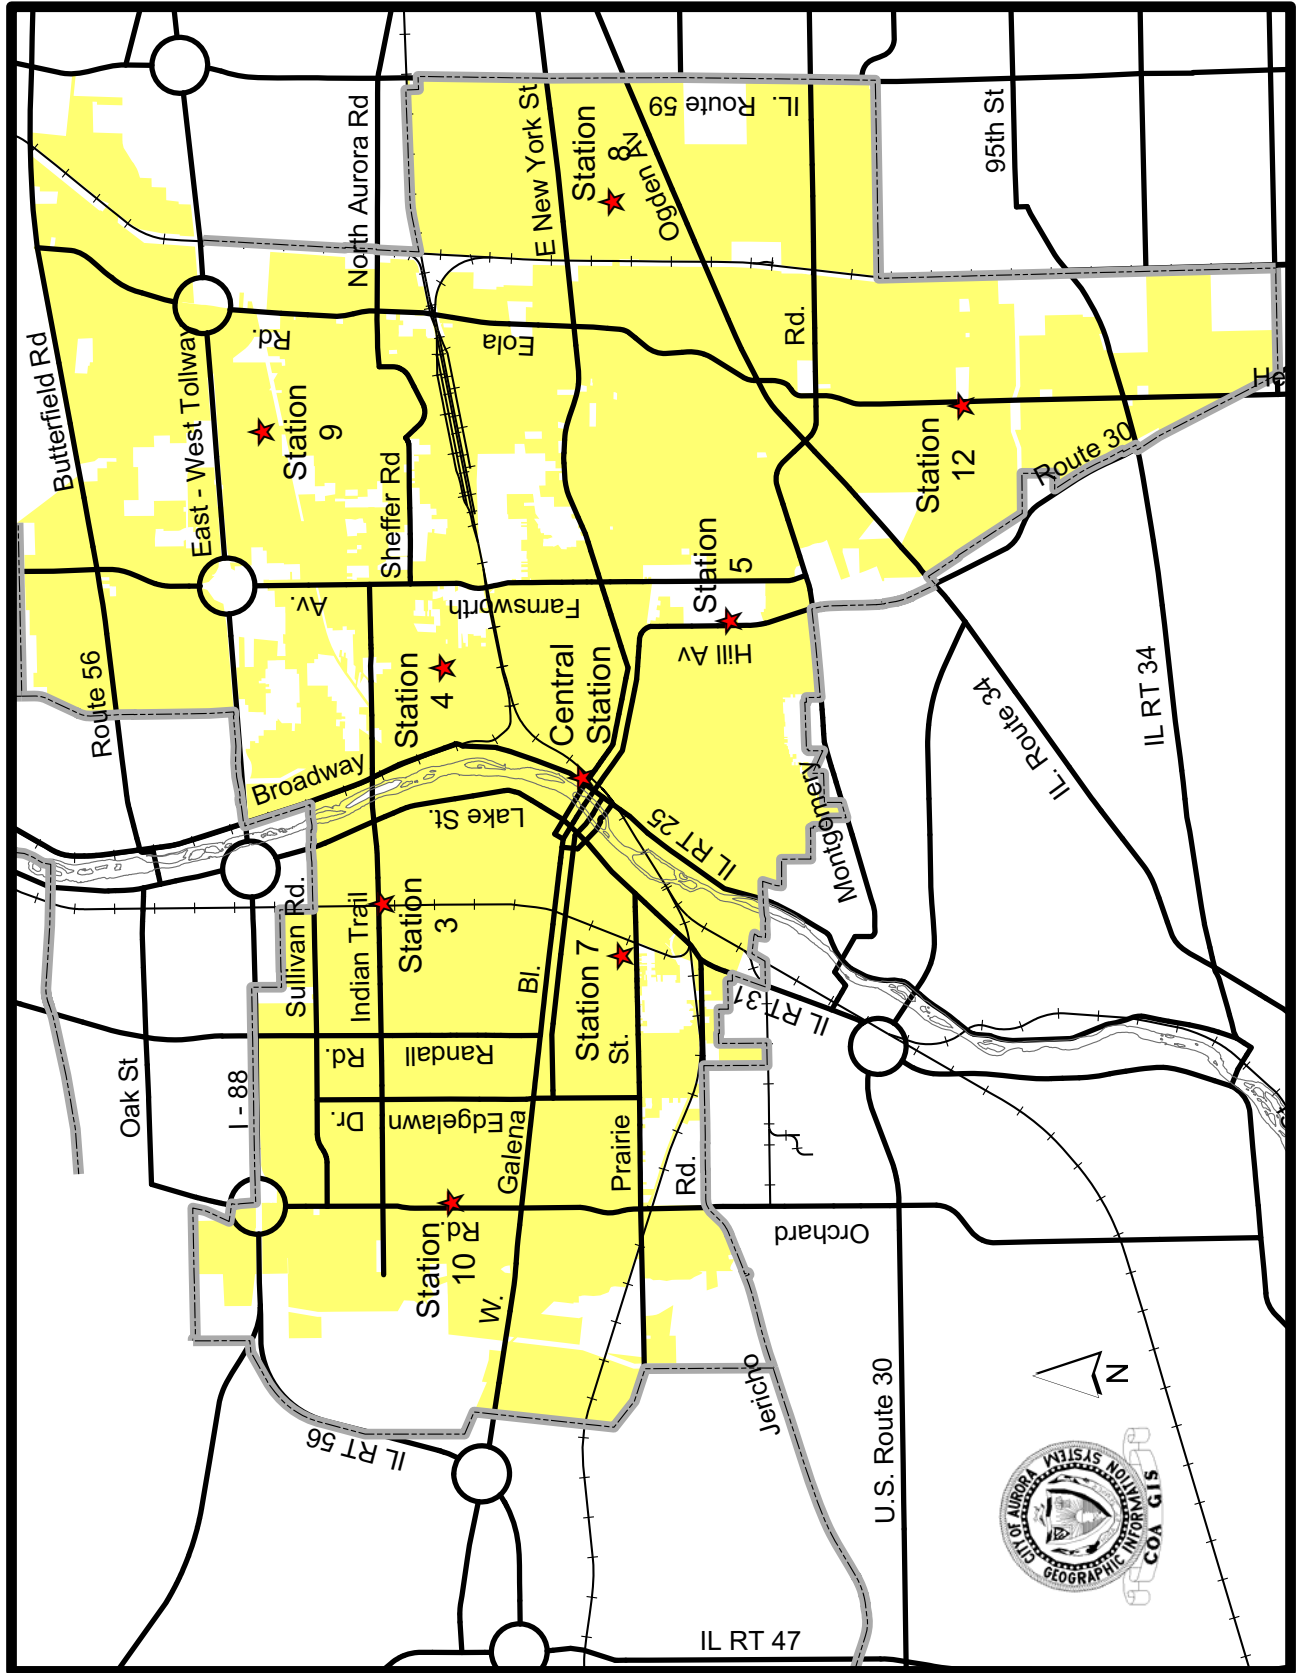 North Aurora Rd
E New York St
Station
8
IL. Route 59
Ogden Av
95th St
Butterfield Rd
East - West Tollway
Rd.
Eola
Rd.
He
Station
9
Sheffer Rd
Station
12
Route 30
Station
5
Av.
Farnsworth
Hill Av
Route 56
Station
4
Central
Station
IL. Route 34
IL RT 34
Broadway
Lake St.
IL RT 25
Montgomery
Sullivan Rd.
Indian Trail
Station
3
Bl.
Station 7
St.
IL RT 31
Oak St
I - 88
Rd.
Randall
Dr.
Edgelawn
Galena
Prairie
Rd.
Station
10
Rd.
Orchard
W.
Jericho
IL RT 56
U.S. Route 30
N
CITY OF AURORA
GEOGRAPHIC INFORMATION SYSTEM
COA GIS
IL RT 47